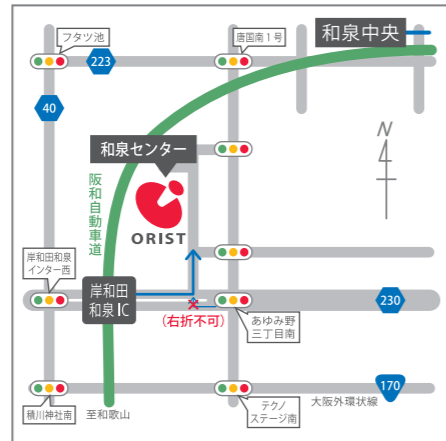 フタツ池
223
唐国南1号
和泉中央
40
和泉センター
N
阪和自動車道
ORIST
岸和田和泉
インター西
岸和田
和泉IC
(右折不可)
あゆみ野
三丁目南
230
170
積川神社南
至和歌山
テクノ
ステージ南
大阪外環状線